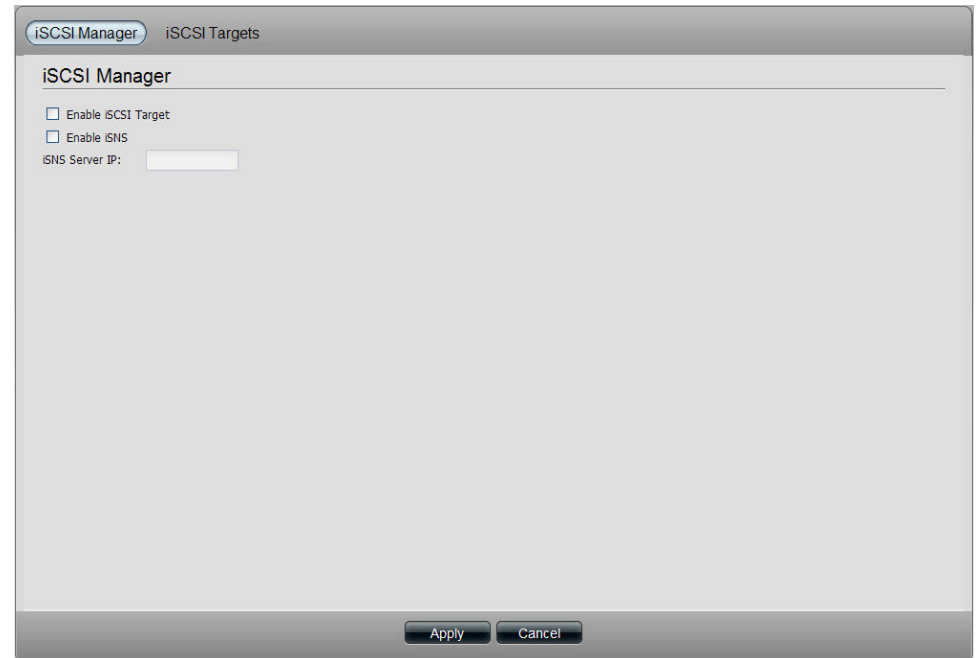 iSCSI Manager iSCSI Targets
iSCSI Manager
Enable iSCSI Target
Enable iSNS
iSNS Server IP:
Apply Cancel